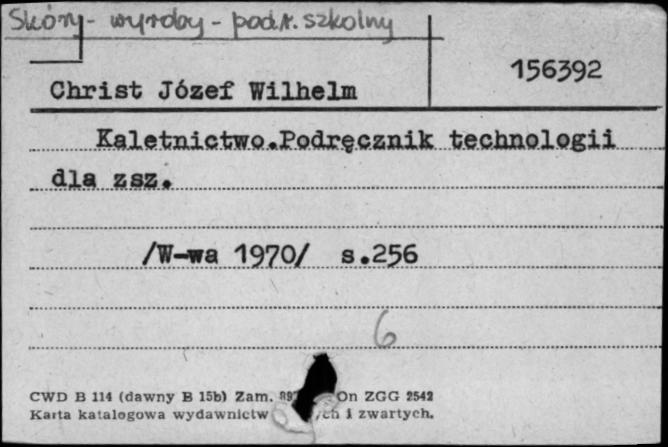 Skóry - wyroby - podr. szkolny
156392
Christ Józef Wilhelm
Kaletnictwo.Podręcznik technologii
dla zsz.
/W-wa 1970/ s.256
6
CWD B 114 (dawny B 15b) Zam. On ZGG 2542
Karta katalogowa wydawnictw i zwartych.